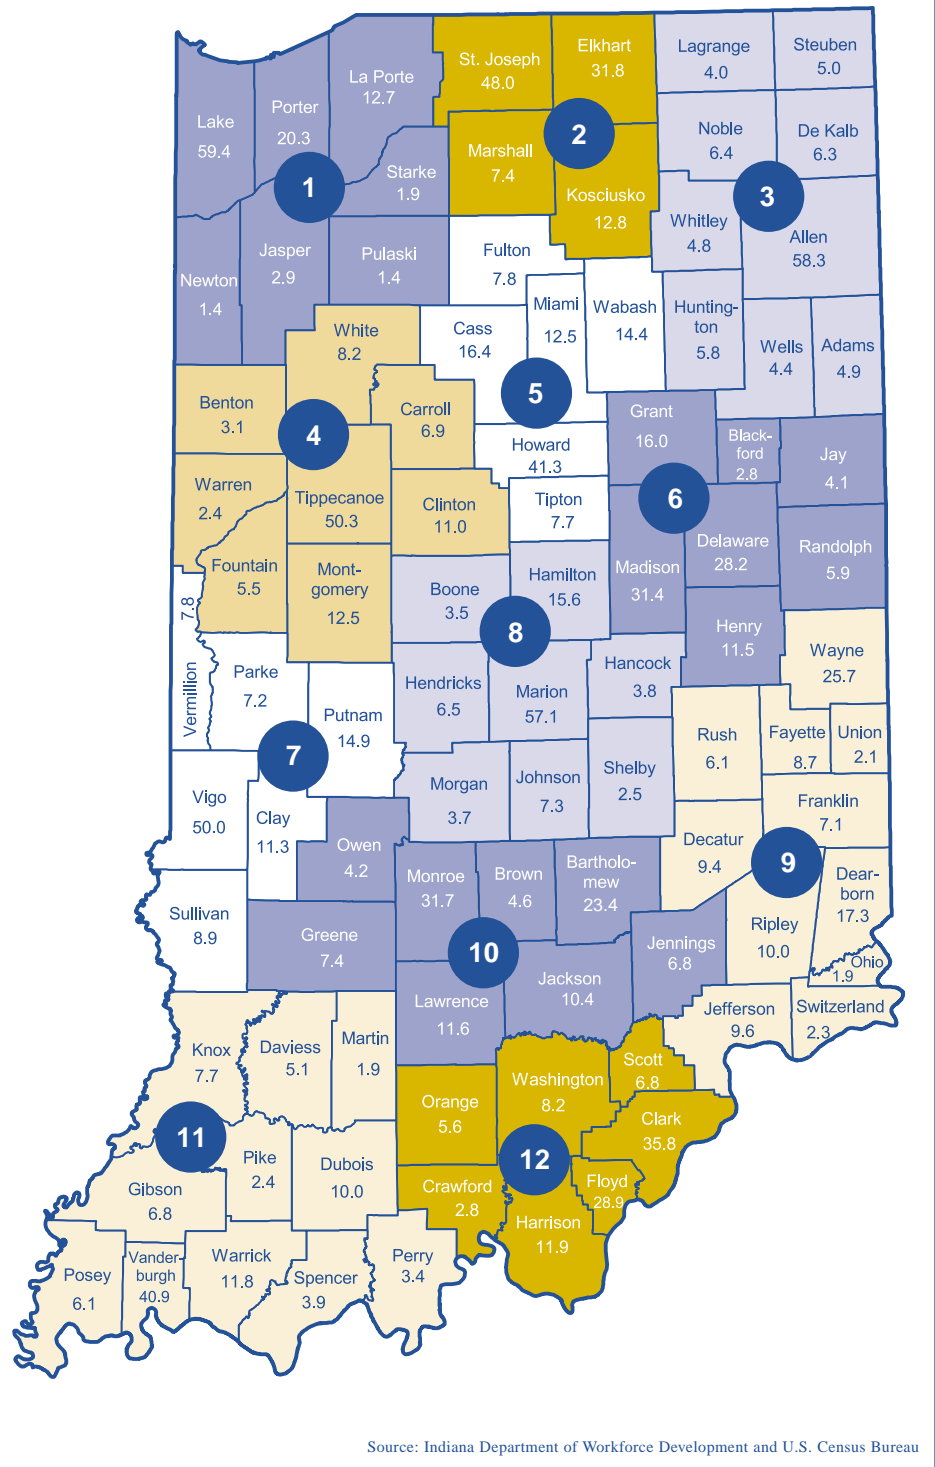 St. Joseph
48.0
Elkhart
31.8
Lagrange
4.0
Steuben
5.0
La Porte
12.7
Lake
59.4
Porter
20.3
Marshall
7.4
2
Noble
6.4
De Kalb
6.3
1
Starke
1.9
Kosciusko
12.8
3
Whitley
4.8
Allen
58.3
Newton
1.4
Jasper
2.9
Pulaski
1.4
Fulton
7.8
Miami
12.5
Wabash
14.4
Hunting-
ton
5.8
Wells
4.4
Adams
4.9
White
8.2
Cass
16.4
5
Benton
3.1
4
Carroll
6.9
Howard
41.3
Grant
16.0
Black-
ford
2.8
Jay
4.1
Warren
2.4
Tippecanoe
50.3
Clinton
11.0
Tipton
7.7
6
Delaware
28.2
Randolph
5.9
Fountain
5.5
Mont-
gomery
12.5
Boone
3.5
Hamilton
15.6
Madison
31.4
7.8
Vermillion
8
Henry
11.5
Wayne
25.7
Parke
7.2
Putnam
14.9
Hendricks
6.5
Marion
57.1
Hancock
3.8
Rush
6.1
Fayette
8.7
Union
2.1
7
Vigo
50.0
Clay
11.3
Morgan
3.7
Johnson
7.3
Shelby
2.5
Franklin
7.1
Owen
4.2
Decatur
9.4
9
Monroe
31.7
Brown
4.6
Bartholo-
mew
23.4
Dear-
born
17.3
Sullivan
8.9
Greene
7.4
10
Jennings
6.8
Ripley
10.0
Ohio
1.9
Lawrence
11.6
Jackson
10.4
Jefferson
9.6
Switzerland
2.3
Knox
7.7
Daviess
5.1
Martin
1.9
Orange
5.6
Washington
8.2
Scott
6.8
Clark
35.8
11
Pike
2.4
Dubois
10.0
12
Gibson
6.8
Crawford
2.8
Floyd
28.9
Harrison
11.9
Posey
6.1
Vander-
burgh
40.9
Warrick
11.8
Spencer
3.9
Perry
3.4
Source: Indiana Department of Workforce Development and U.S. Census Bureau